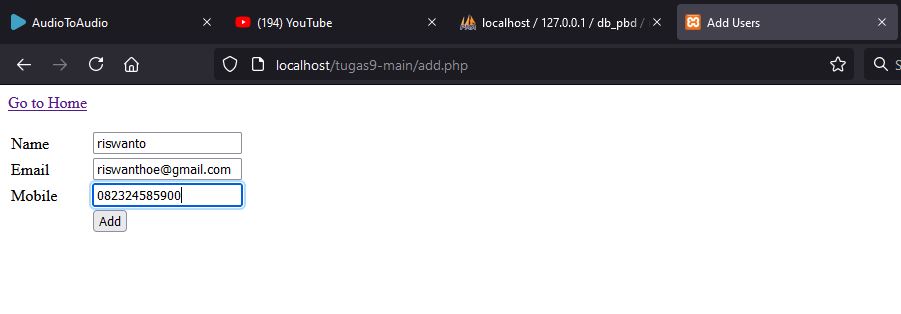 AudioToAudio
(194) YouTube
localhost / 127.0.0.1 / db_pbd /
Add Users
localhost/tugas9-main/add.php
S
Go to Home
Name riswanto
Email riswanthoe@gmail.com
Mobile 082324585900
Add